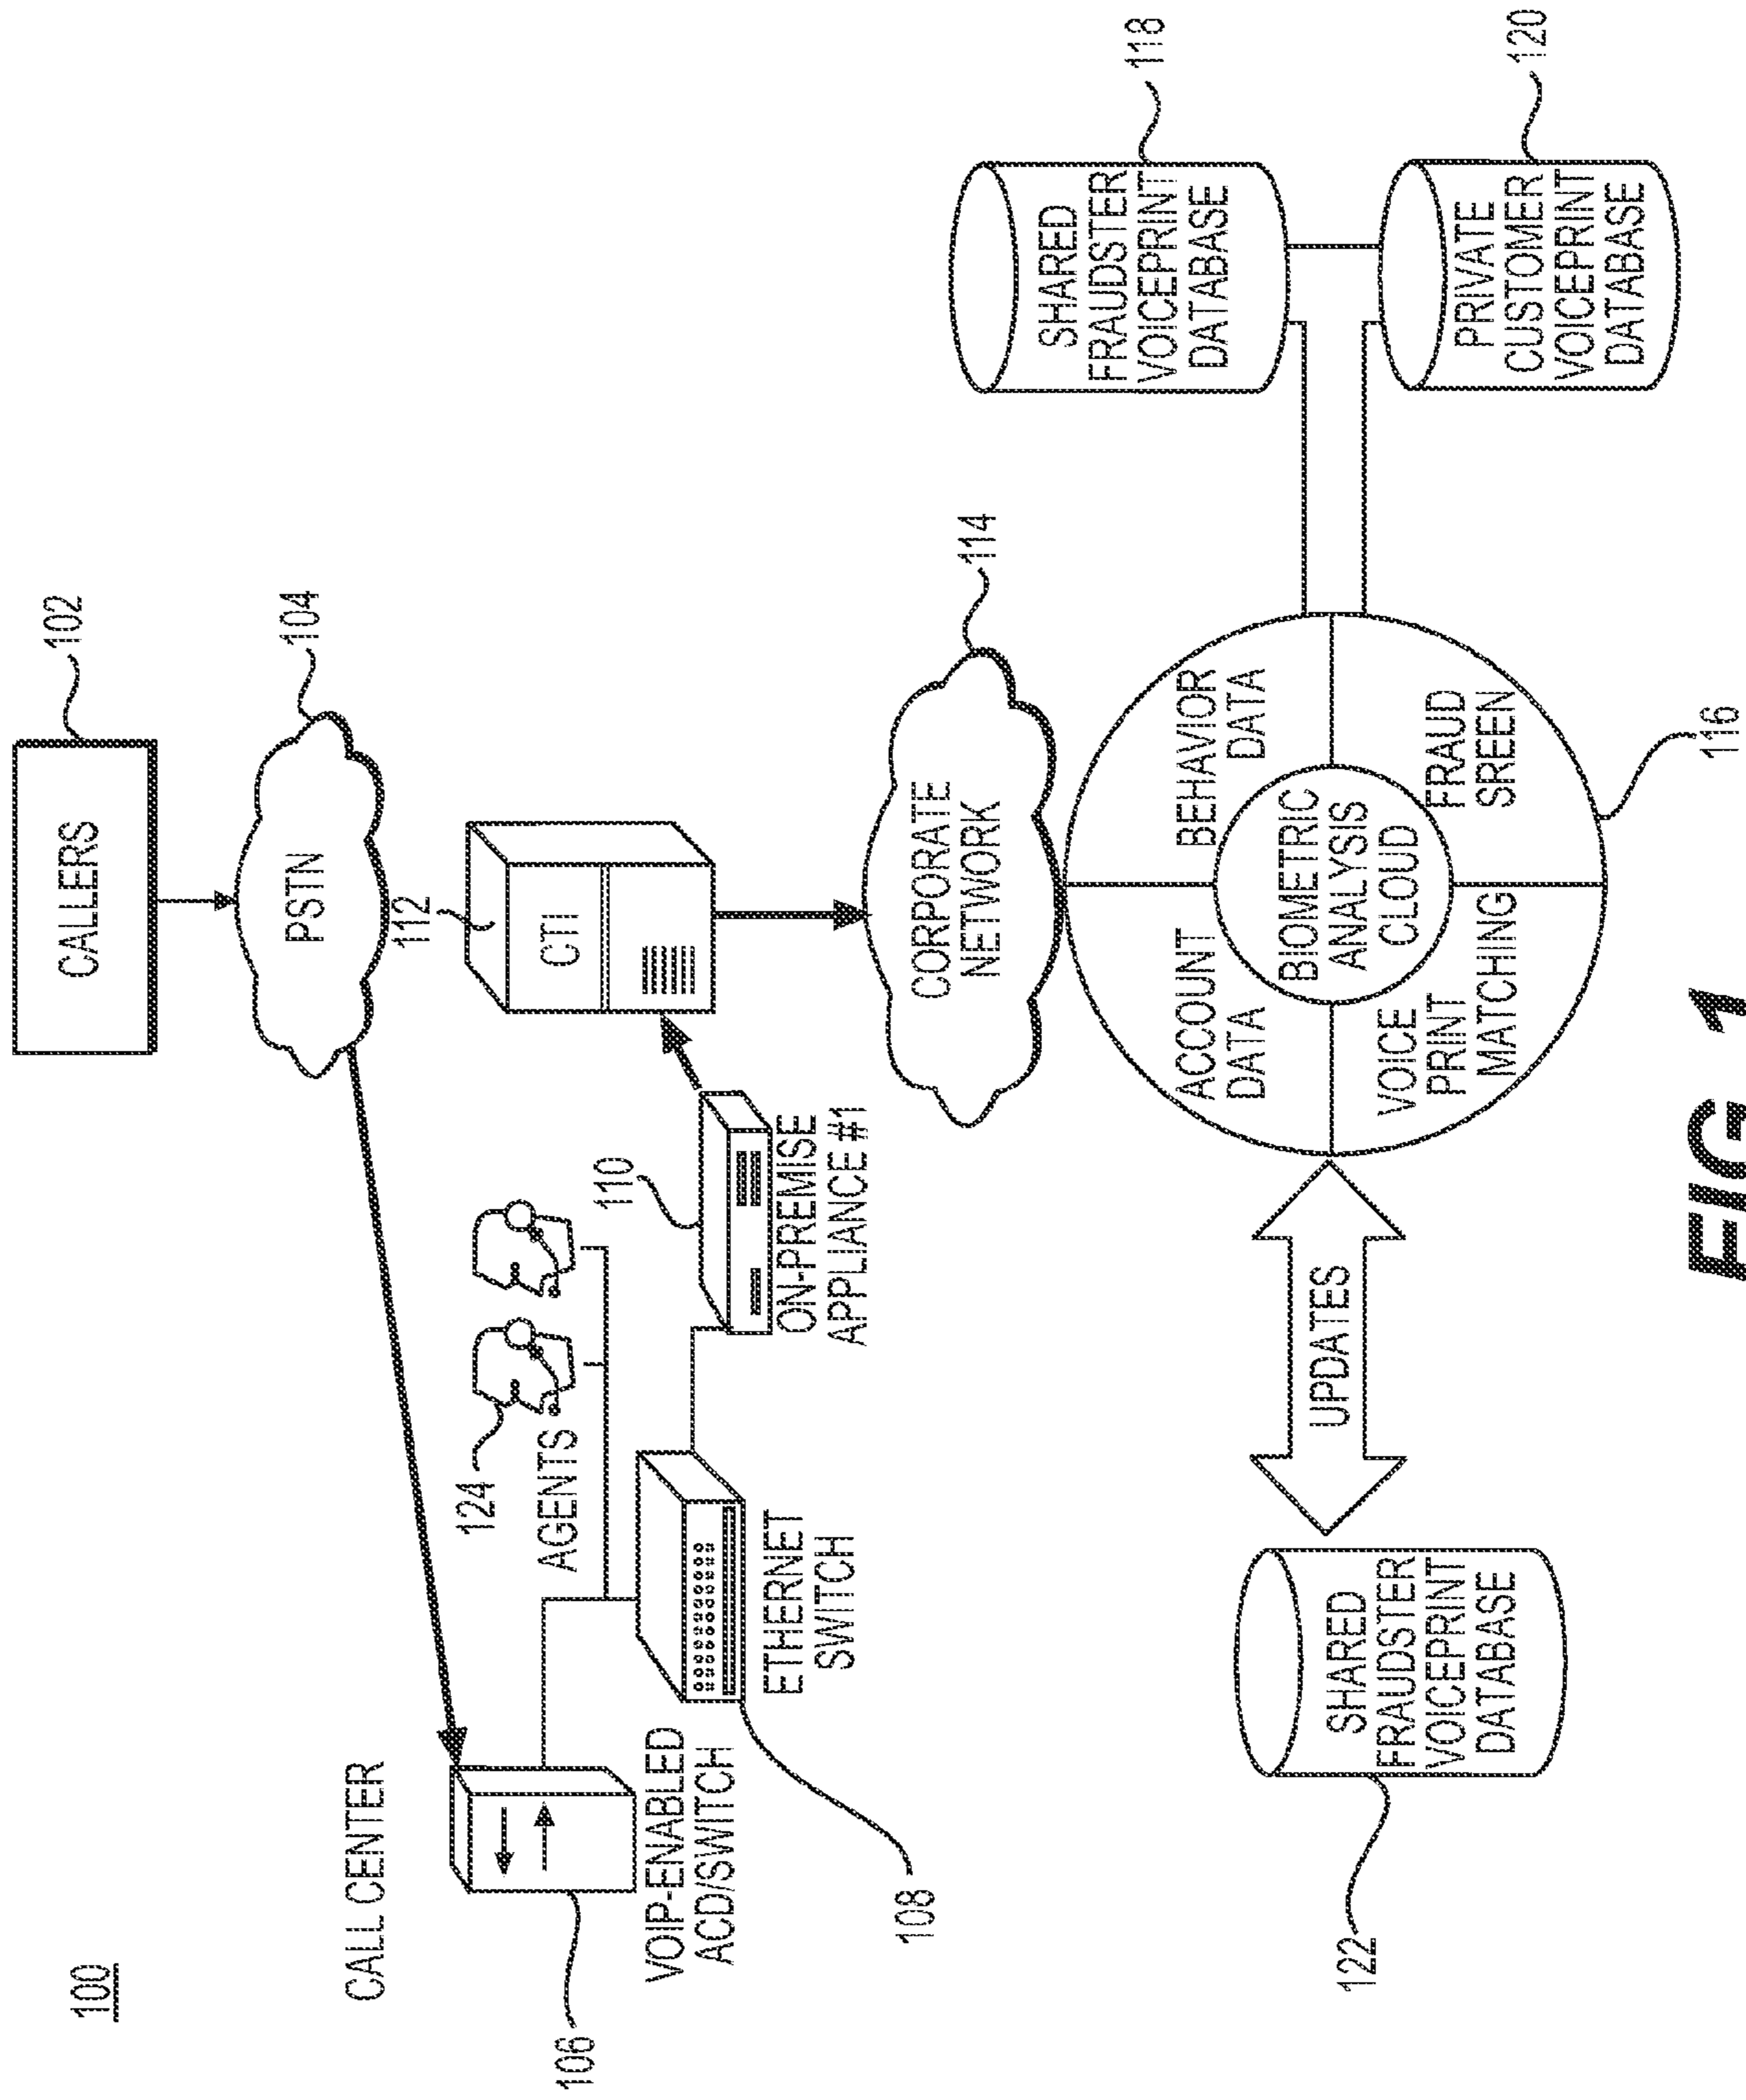 100
CALLERS
102
PSTN
104
CALL CENTER
112
CTI
124
AGENTS
106
VOIP-ENABLED
ACD/SWITCH
ETHERNET
SWITCH
108
110
ON-PREMISE
APPLIANCE #1
CORPORATE
NETWORK
114
ACCOUNT
DATA
BEHAVIOR
DATA
BIOMETRIC
ANALYSIS
CLOUD
VOICE
PRINT
MATCHING
FRAUD
SREEN
116
SHARED
FRAUDSTER
VOICEPRINT
DATABASE
118
PRIVATE
CUSTOMER
VOICEPRINT
DATABASE
120
UPDATES
SHARED
FRAUDSTER
VOICEPRINT
DATABASE
122
FIG 1